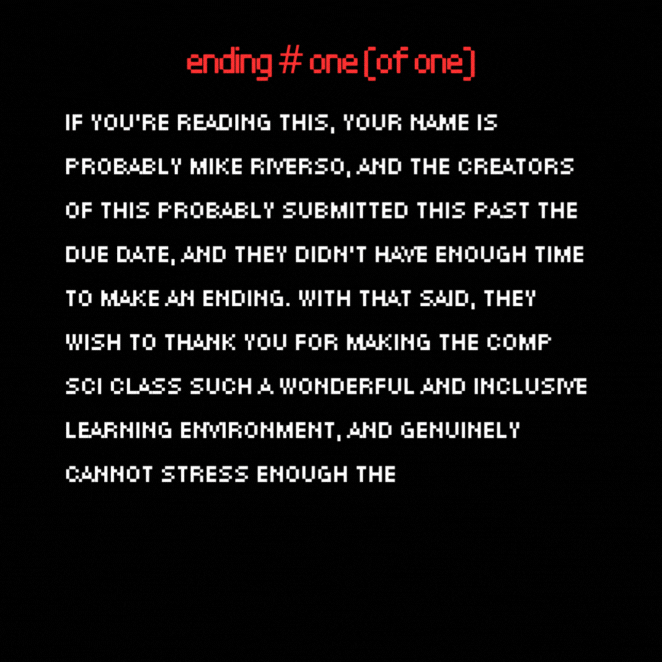 ending # one (of one)
IF YOU'RE READING THIS, YOUR NAME IS
PROBABLY MIKE RIVERSO, AND THE CREATORS
OF THIS PROBABLY SUBMITTED THIS PAST THE
DUE DATE, AND THEY DIDN'T HAVE ENOUGH TIME
TO MAKE AN ENDING. WITH THAT SAID, THEY
WISH TO THANK YOU FOR MAKING THE COMP
SCI CLASS SUCH A WONDERFUL AND INCLUSIVE
LEARNING ENVIRONMENT, AND GENUINELY
CANNOT STRESS ENOUGH THE